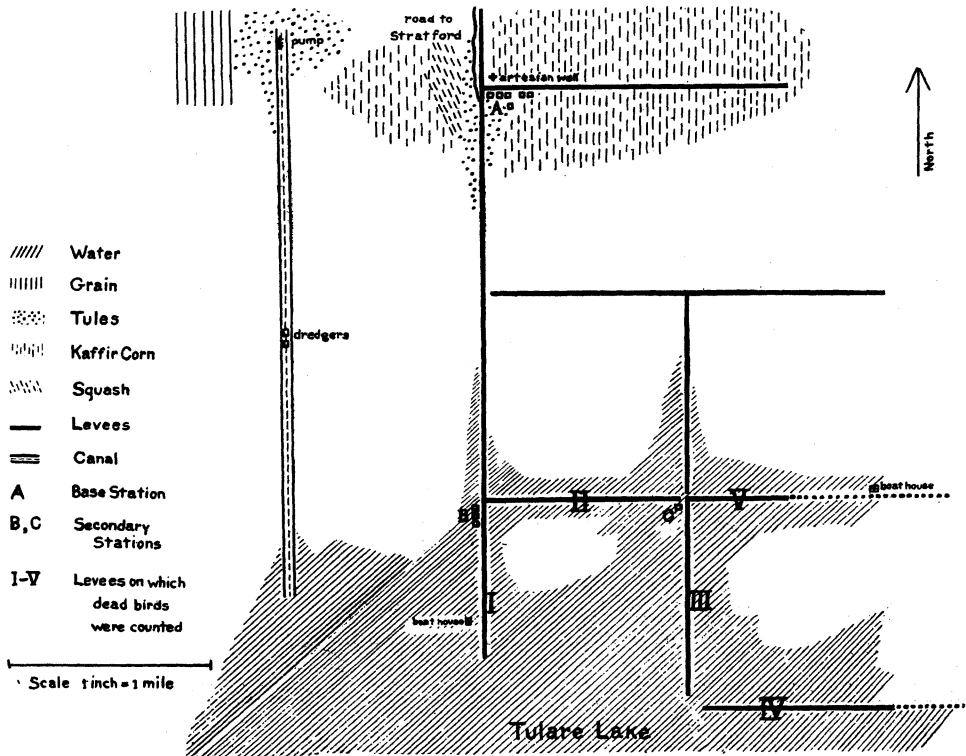 road to
Stratford
pump
artesian well
A
North
Water
Grain
Tules
Kaffir Corn
Squash
Levees
Canal
A Base Station
B,C Secondary
Stations
I-V Levees on which
dead birds
were counted
Scale 1 inch = 1 mile
dredgers
boat house
B
II
C
V
I
III
boat house
IV
Tulare Lake